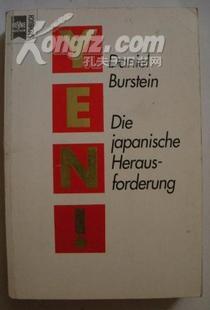 Kongfz.com
孔夫子旧书网
Y
E
N
!
Daniel
Burstein
Die
japanische
Heraus-
forderung